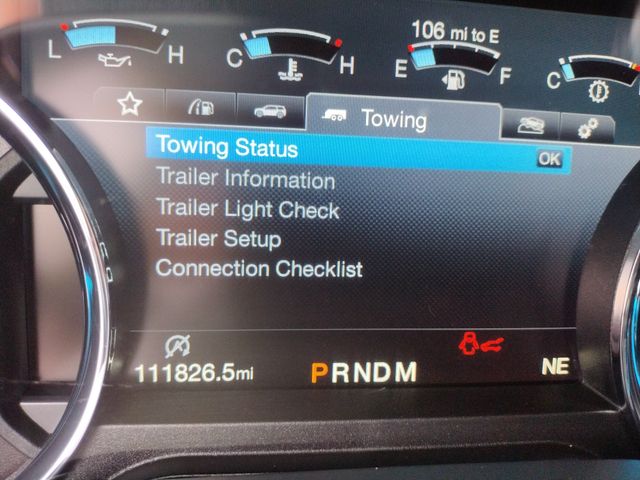 106 mi to E
L H C H E F C
Towing
Towing Status OK
Trailer Information
Trailer Light Check
Trailer Setup
Connection Checklist
111826.5mi PRNDM NE